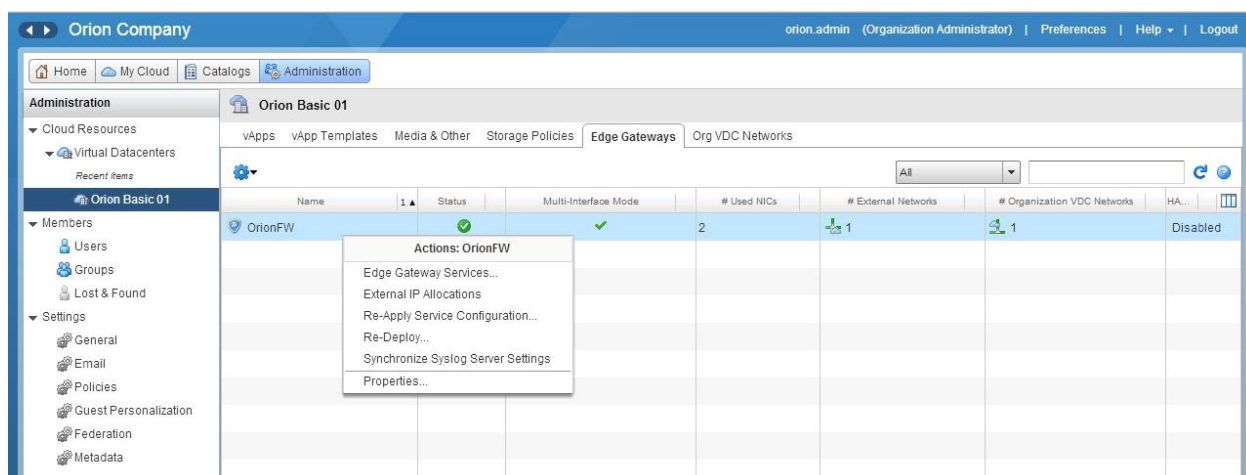 Orion Company
orion.admin (Organization Administrator) | Preferences | Help | Logout
Home My Cloud Catalogs Administration
Administration
Orion Basic 01
Cloud Resources
Virtual Datacenters
Recent Items
Orion Basic 01
Members
Users
Groups
Lost & Found
Settings
General
Email
Policies
Guest Personalization
Federation
Metadata
vApps vApp Templates Media & Other Storage Policies Edge Gateways Org VDC Networks
All
Name 1 Status Multi-Interface Mode # Used NICs # External Networks # Organization VDC Networks HA...
OrionFW 2 1 1 Disabled
Actions: OrionFW
Edge Gateway Services...
External IP Allocations
Re-Apply Service Configuration...
Re-Deploy...
Synchronize Syslog Server Settings
Properties...